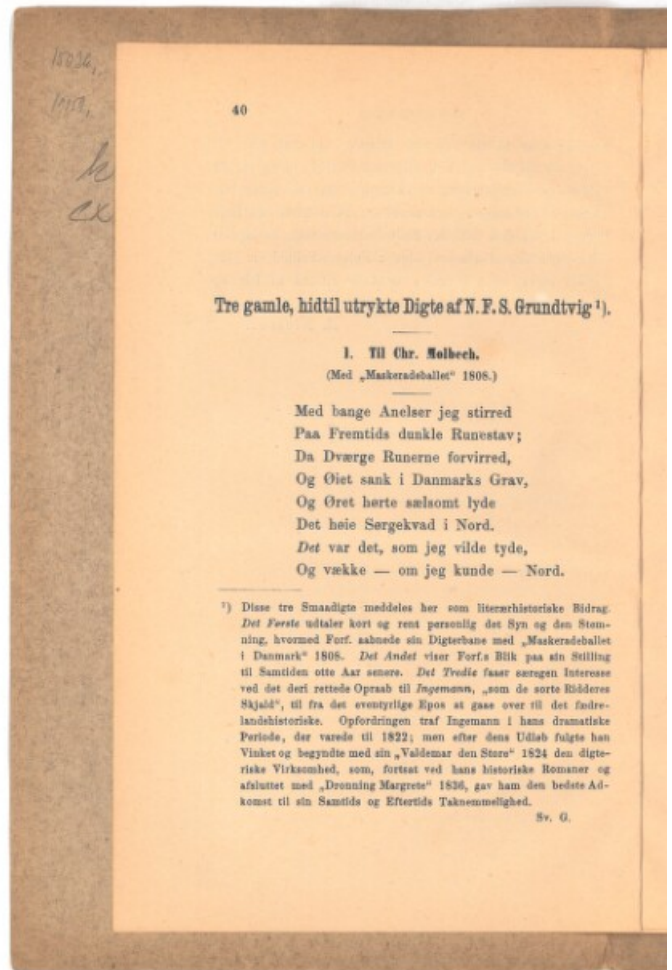 40
Tre gamle, hidtil utrykte Digte af N. F. S. Grundtvig ¹).
1. Til Chr. Molbech.
(Med „Maskeradeballet“ 1808.)
Med bange Anelser jeg stirred
Paa Fremtids dunkle Runestav;
Da Dværge Runerne forvirred,
Og Øiet sank i Danmarks Grav,
Og Øret hørte sælsomt lyde
Det høie Sørgekvad i Nord.
Det var det, som jeg vilde tyde,
Og vække — om jeg kunde — Nord.
¹) Disse tre Smaadigte meddeles her som literærhistoriske Bidrag.
Det Første udtaler kort og rent personlig det Syn og den Stem-
ning, hvormed Forf. aabnede sin Digterbane med „Maskeradeballet
i Danmark“ 1808. Det Andet viser Forf.s Blik paa sin Stilling
til Samtiden otte Aar senere. Det Tredie faaer særegen Interesse
ved det deri rettede Opraab til Ingemann, „som de sorte Ridderes
Skjald“, til fra det eventyrlige Epos at gaae over til det fædre-
landshistoriske. Opfordringen traf Ingemann i hans dramatiske
Periode, der varede til 1822; men efter dens Udløb fulgte han
Vinket og begyndte med sin „Valdemar den Store“ 1824 den digte-
riske Virksomhed, som, fortsat ved hans historiske Romaner og
afsluttet med „Dronning Margrete“ 1836, gav ham den bedste Ad-
komst til sin Samtids og Eftertids Taknemmelighed.
Sv. G.